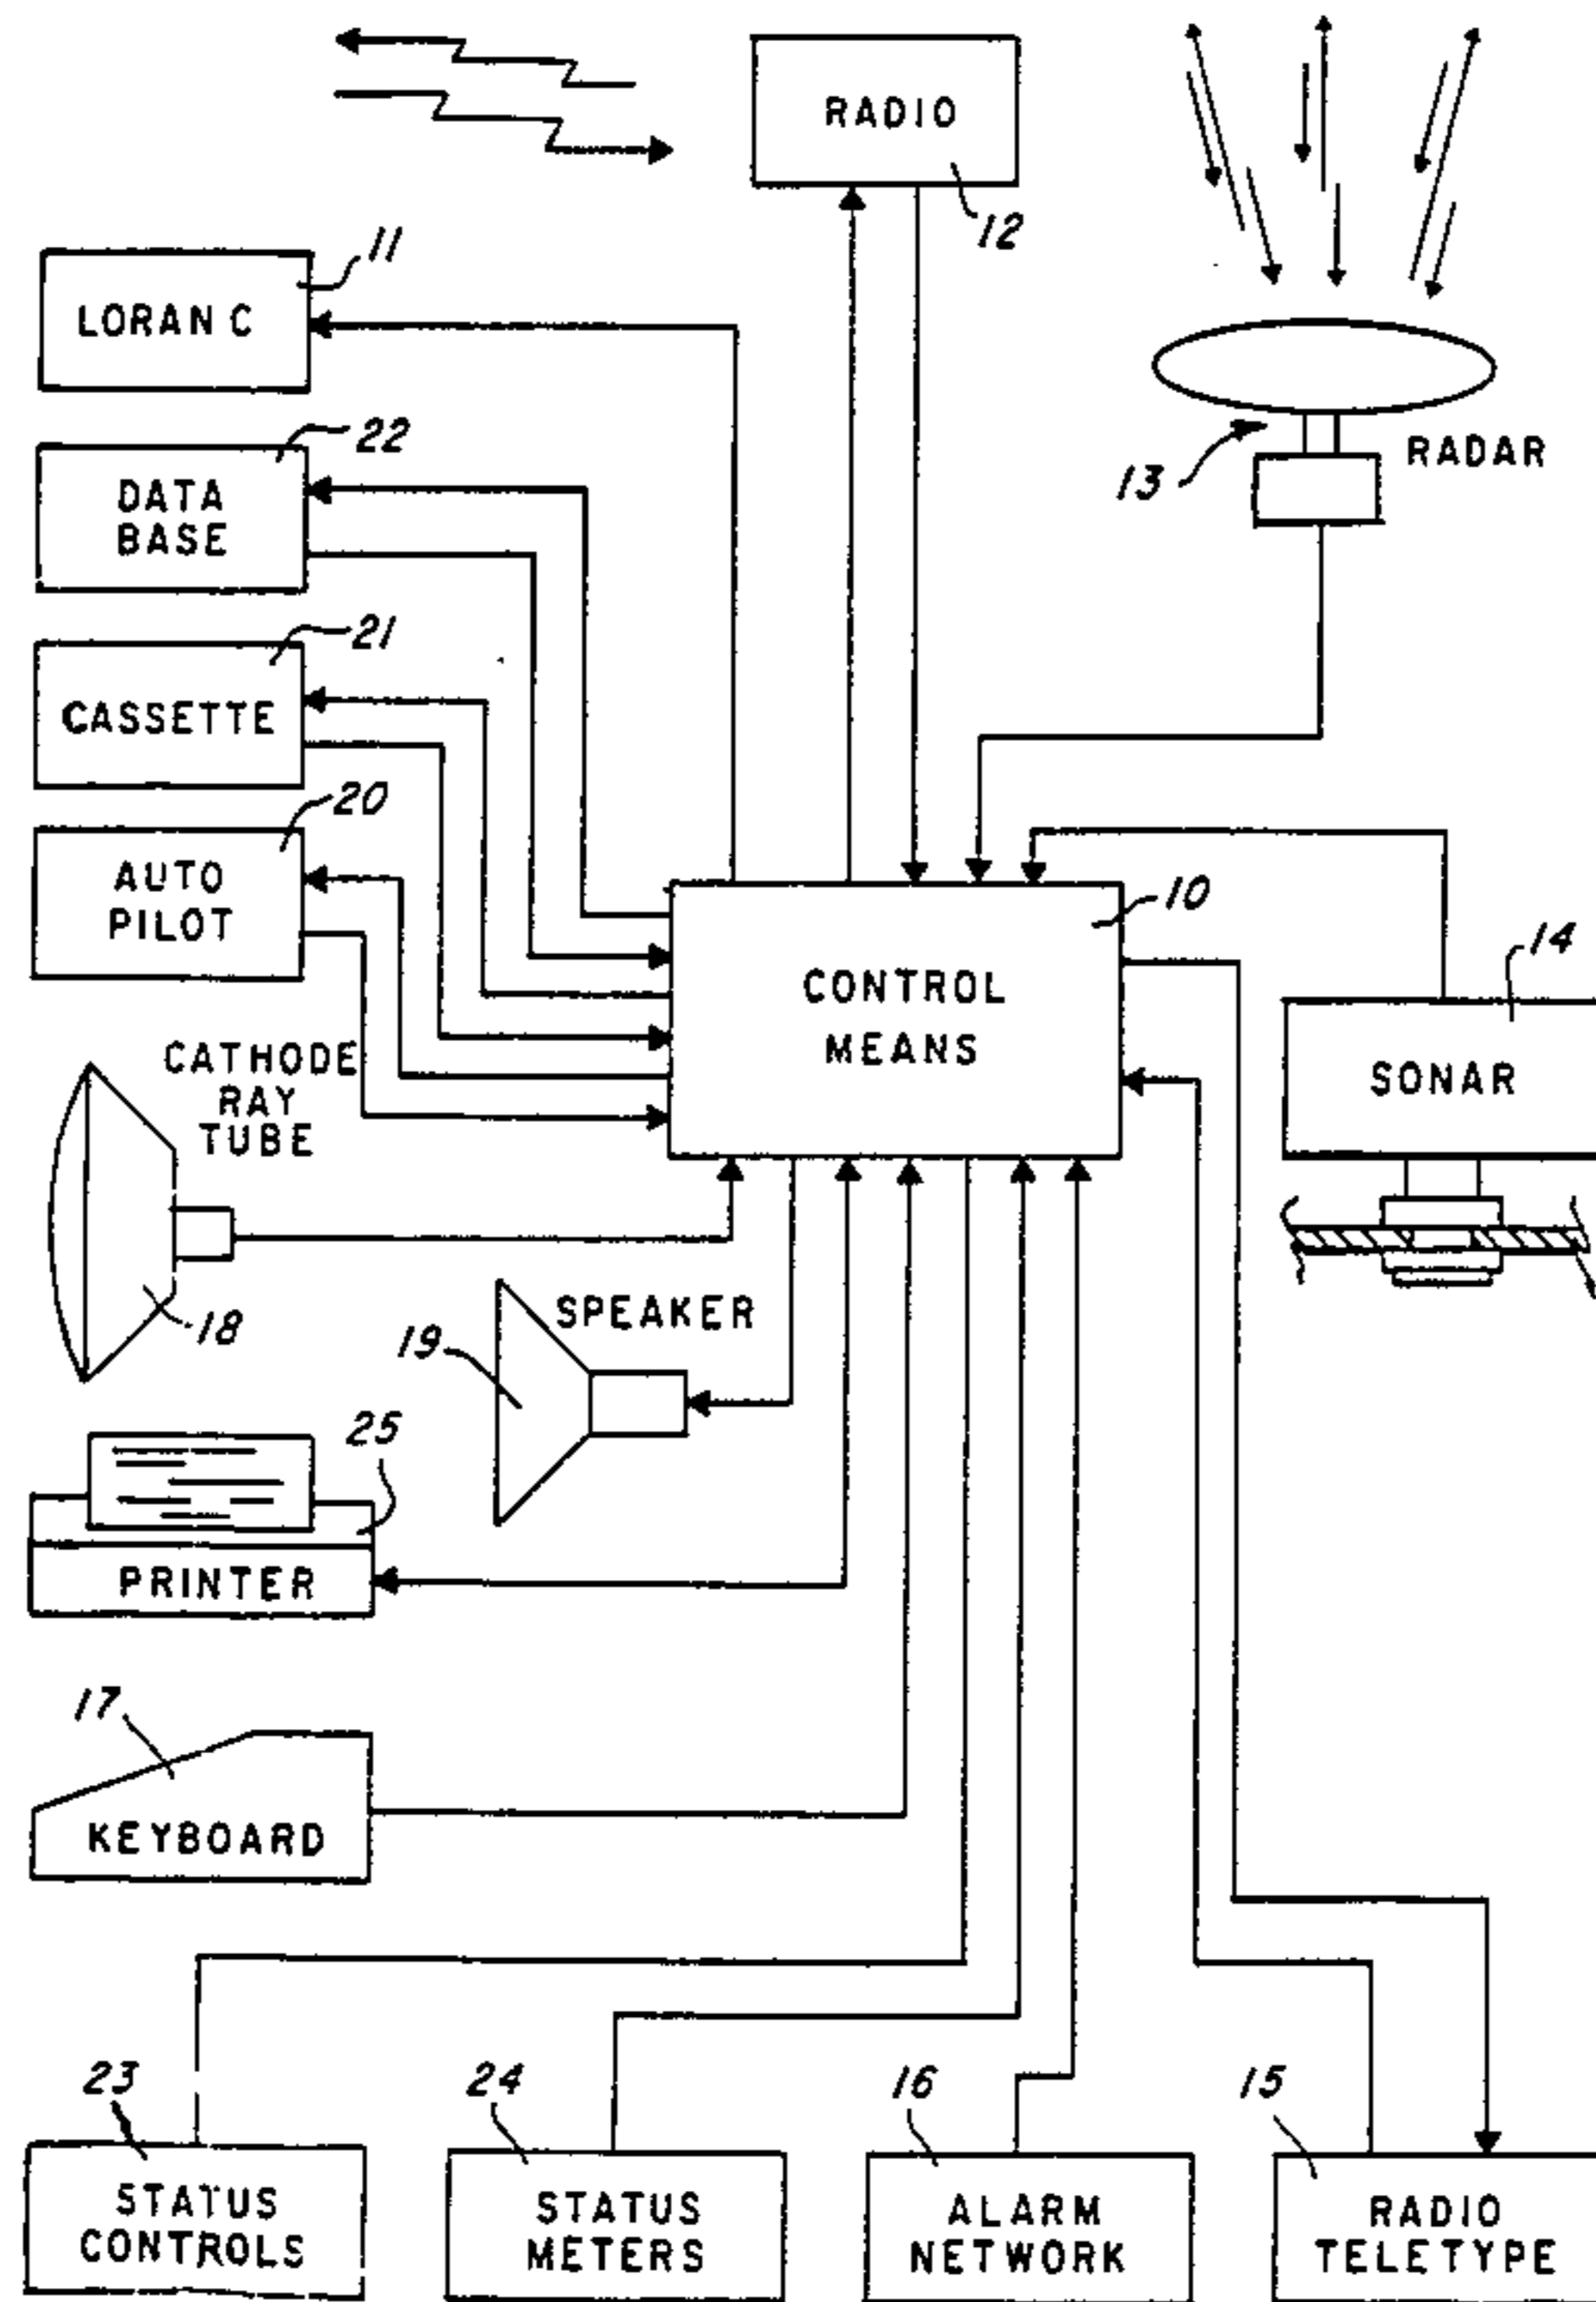 RADIO
12
11
LORAN C
22
DATA
BASE
13
RADAR
21
CASSETTE
20
AUTO
PILOT
10
CONTROL
MEANS
14
SONAR
CATHODE
RAY
TUBE
18
SPEAKER
19
25
PRINTER
17
KEYBOARD
23
STATUS
CONTROLS
24
STATUS
METERS
16
ALARM
NETWORK
15
RADIO
TELETYPE